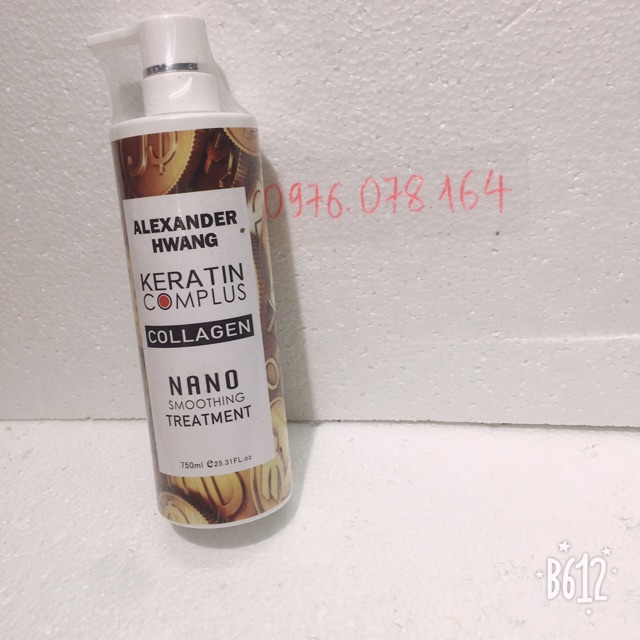 ALEXANDER
HWANG
KERATIN
COMPLUS
COLLAGEN
NANO
SMOOTHING
TREATMENT
750ml ℮25.31FL.oz
0976.078.164
B612